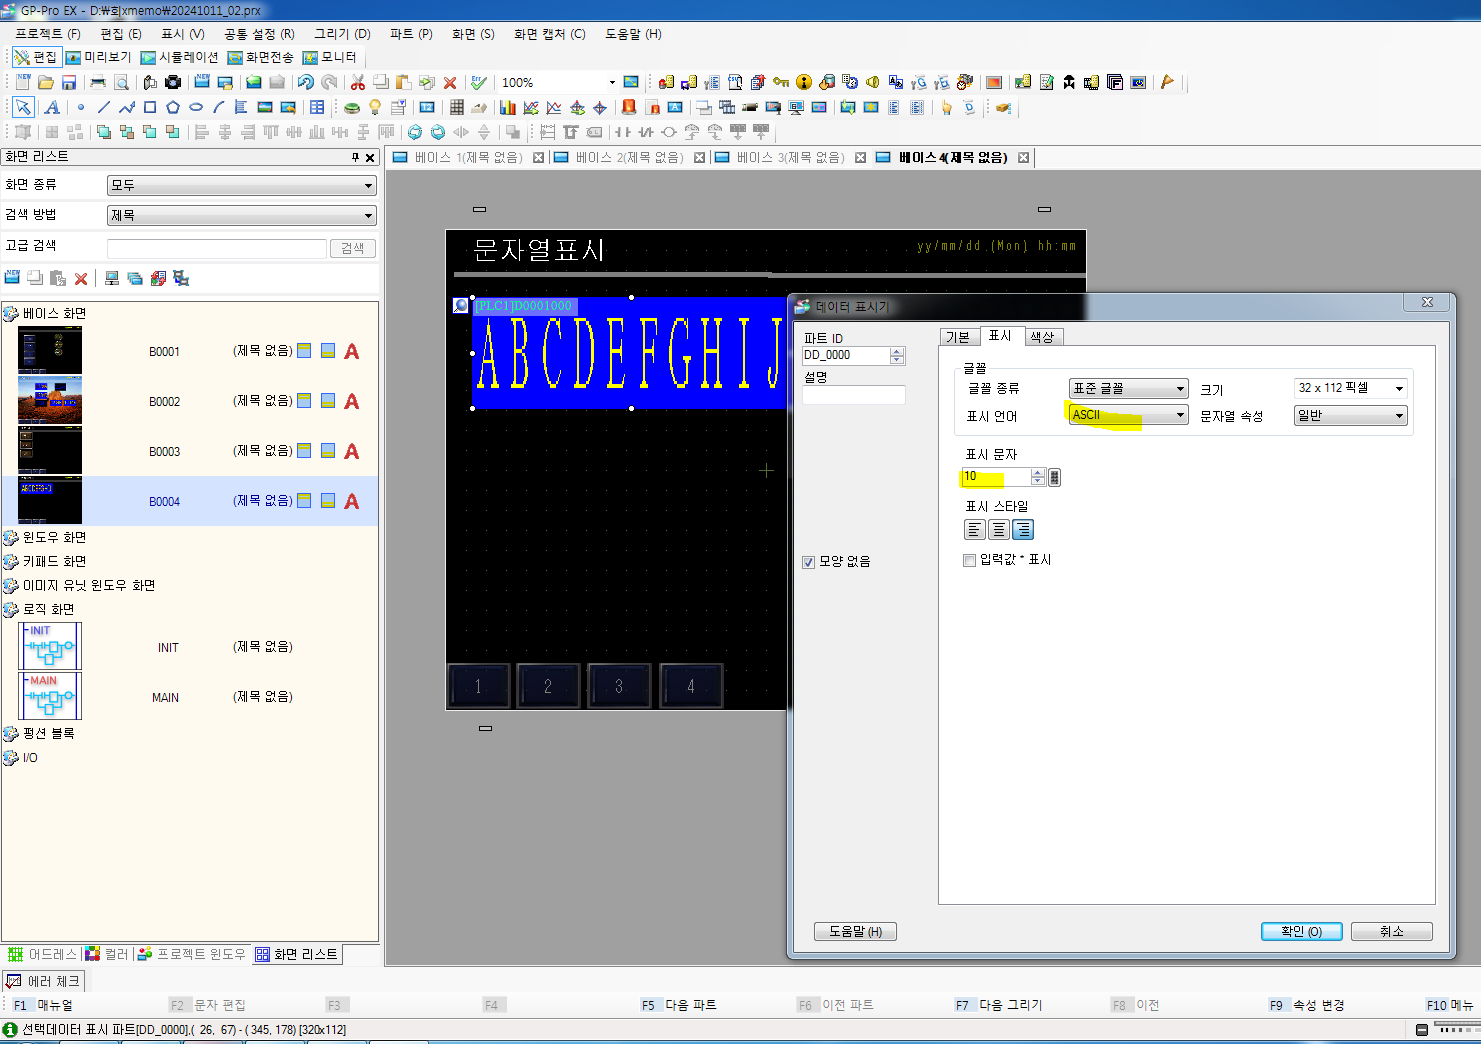 GP-Pro EX - D:₩회xmemo₩20241011_02.prx
프로젝트 (F) 편집 (E) 표시 (V) 공통 설정 (R) 그리기 (D) 파트 (P) 화면 (S) 화면 캡처 (C) 도움말 (H)
편집 미리보기 시뮬레이션 화면전송 모니터
100%
화면 리스트
베이스 1(제목 없음) 베이스 2(제목 없음) 베이스 3(제목 없음) 베이스 4(제목 없음)
화면 종류 모두
검색 방법 제목
고급 검색 검색
베이스 화면
B0001 (제목 없음) A
B0002 (제목 없음) A
B0003 (제목 없음) A
B0004 (제목 없음) A
윈도우 화면
키패드 화면
이미지 유닛 윈도우 화면
로직 화면
INIT INIT (제목 없음)
MAIN MAIN (제목 없음)
펑션 블록
I/O
문자열표시 yy/mm/dd (Mon) hh:mm
[PLC1]D0001000
ABCDEFGHIJ
1 2 3 4
데이터 표시기
파트 ID
DD_0000
설명
모양 없음
기본 표시 색상
글꼴
글꼴 종류 표준 글꼴 크기 32 x 112 픽셀
표시 언어 ASCII 문자열 속성 일반
표시 문자
10
표시 스타일
입력값 * 표시
도움말 (H) 확인 (O) 취소
어드레스 컬러 프로젝트 윈도우 화면 리스트
에러 체크
F1 매뉴얼 F2 문자 편집 F3 F4 F5 다음 파트 F6 이전 파트 F7 다음 그리기 F8 이전 F9 속성 변경 F10 메뉴
선택데이터 표시 파트[DD_0000],( 26, 67) - ( 345, 178) [320x112]